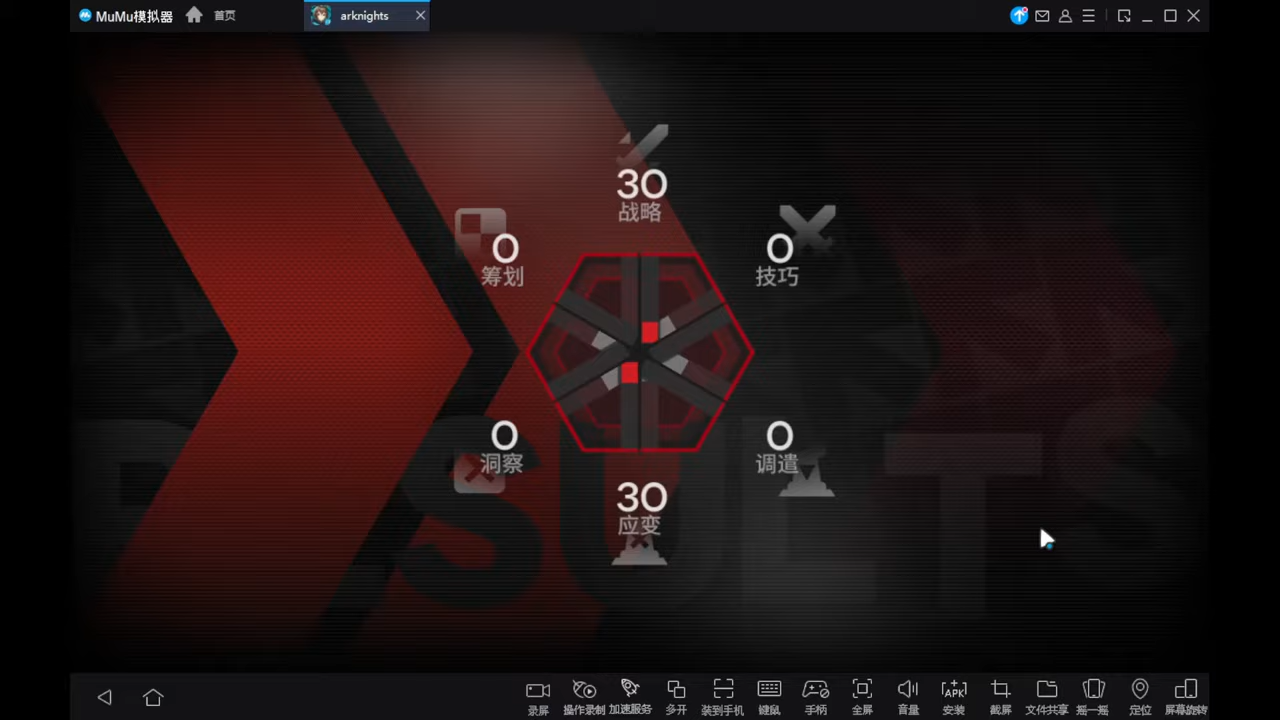 MuMu模拟器
首页
arknights
30
战略
0
筹划
0
技巧
0
洞察
0
调遣
30
应变
SULTS
录屏
操作录制
加速服务
多开
装到手机
键鼠
手柄
全屏
音量
APK
安装
截屏
文件共享
摇一摇
定位
屏幕旋转